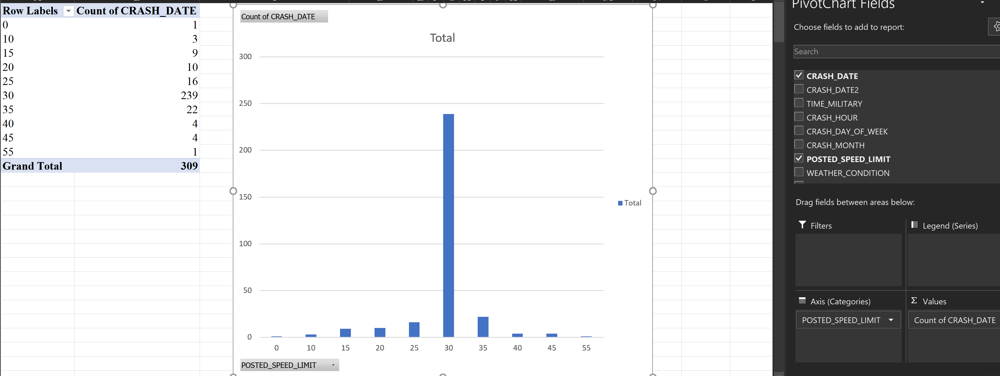 Row Labels Count of CRASH_DATE
0 1
10 3
15 9
20 10
25 16
30 239
35 22
40 4
45 4
55 1
Grand Total 309
Count of CRASH_DATE
Total
300
250
200
150
100
50
0
0 10 15 20 25 30 35 40 45 55
Total
POSTED_SPEED_LIMIT
PivotChart Fields
Choose fields to add to report:
Search
CRASH_DATE
CRASH_DATE2
TIME_MILITARY
CRASH_HOUR
CRASH_DAY_OF_WEEK
CRASH_MONTH
POSTED_SPEED_LIMIT
WEATHER_CONDITION
Drag fields between areas below:
Filters
Legend (Series)
Axis (Categories)
Σ Values
POSTED_SPEED_LIMIT
Count of CRASH_DATE